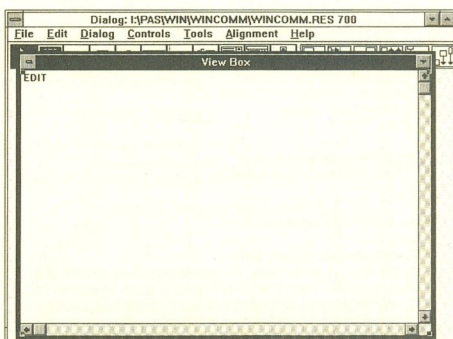 Dialog: I:\PAS\WIN\WINCOMM\WINCOMM.RES 700
File Edit Dialog Controls Tools Alignment Help
View Box
EDIT